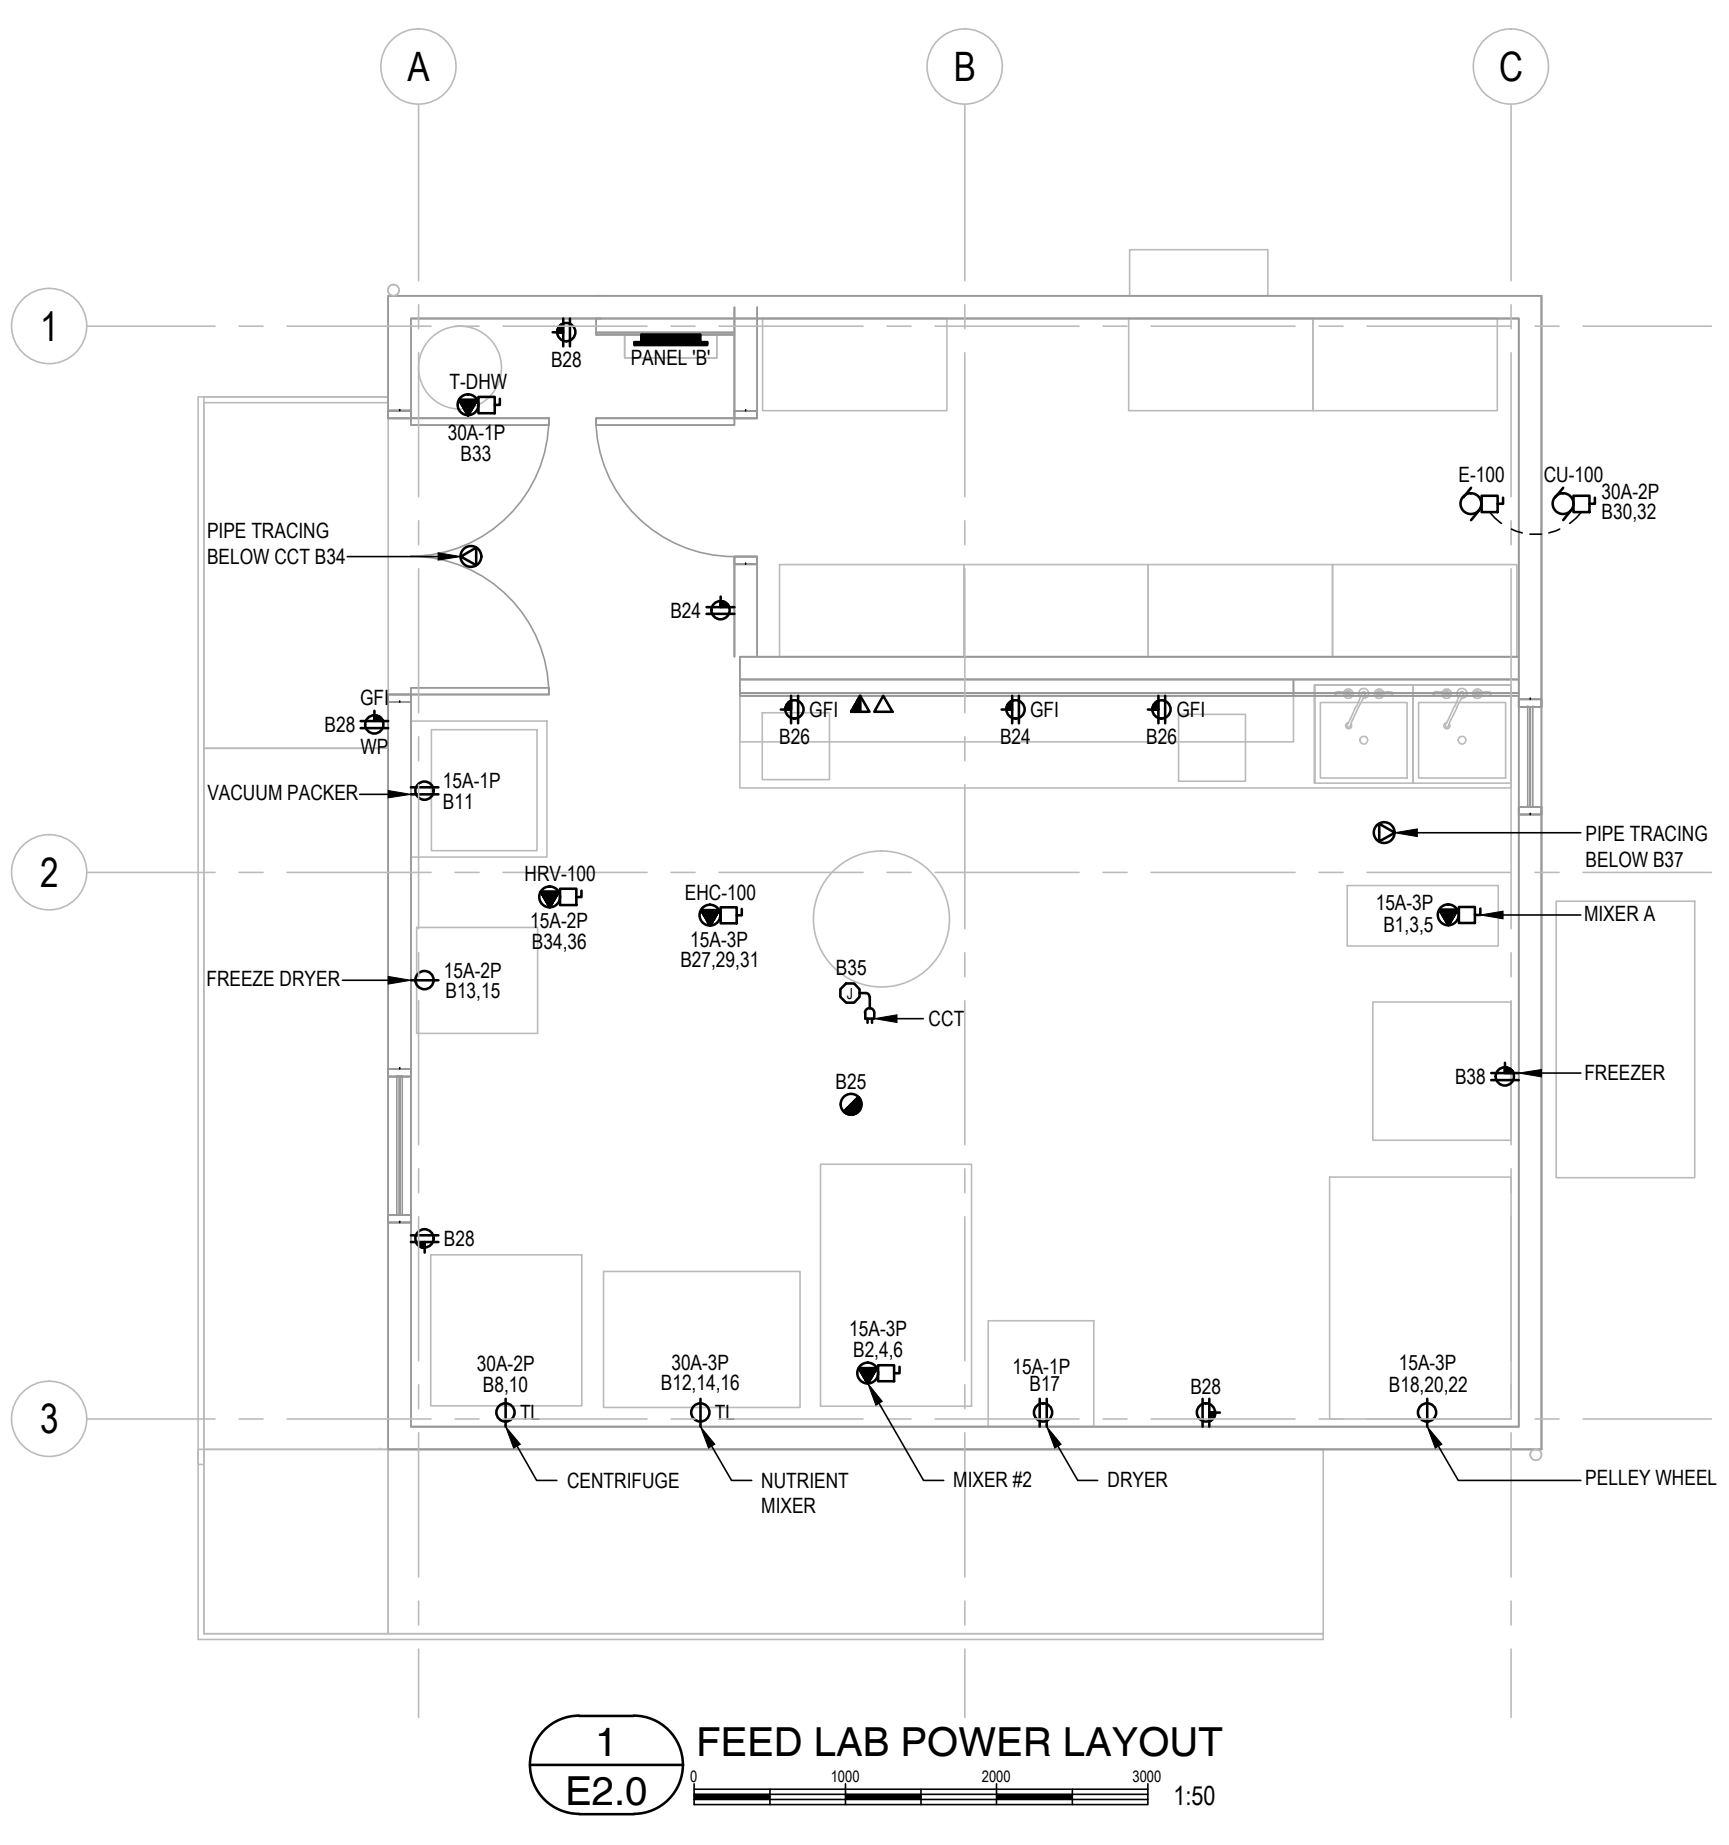 A
B
C
1
B28
PANEL 'B'
T-DHW
30A-1P
B33
E-100
CU-100
30A-2P
B30,32
PIPE TRACING
BELOW CCT B34
B24
GFI
B28
WP
GFI
B26
GFI
B24
GFI
B26
VACUUM PACKER
15A-1P
B11
PIPE TRACING
BELOW B37
2
HRV-100
15A-2P
B34,36
EHC-100
15A-3P
B27,29,31
15A-3P
B1,3,5
MIXER A
FREEZE DRYER
15A-2P
B13,15
B35
J
CCT
B38
FREEZER
B25
B28
30A-2P
B8,10
TL
30A-3P
B12,14,16
TL
15A-3P
B2,4,6
15A-1P
B17
B28
15A-3P
B18,20,22
3
CENTRIFUGE
NUTRIENT
MIXER
MIXER #2
DRYER
PELLEY WHEEL
1
E2.0
FEED LAB POWER LAYOUT
0 1000 2000 3000
1:50